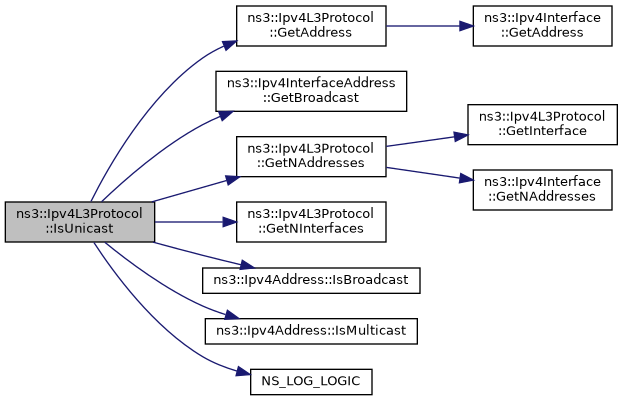 ns3::Ipv4L3Protocol
::IsUnicast
ns3::Ipv4L3Protocol
::GetAddress
ns3::Ipv4Interface
::GetAddress
ns3::Ipv4InterfaceAddress
::GetBroadcast
ns3::Ipv4L3Protocol
::GetNAddresses
ns3::Ipv4L3Protocol
::GetInterface
ns3::Ipv4Interface
::GetNAddresses
ns3::Ipv4L3Protocol
::GetNInterfaces
ns3::Ipv4Address::IsBroadcast
ns3::Ipv4Address::IsMulticast
NS_LOG_LOGIC